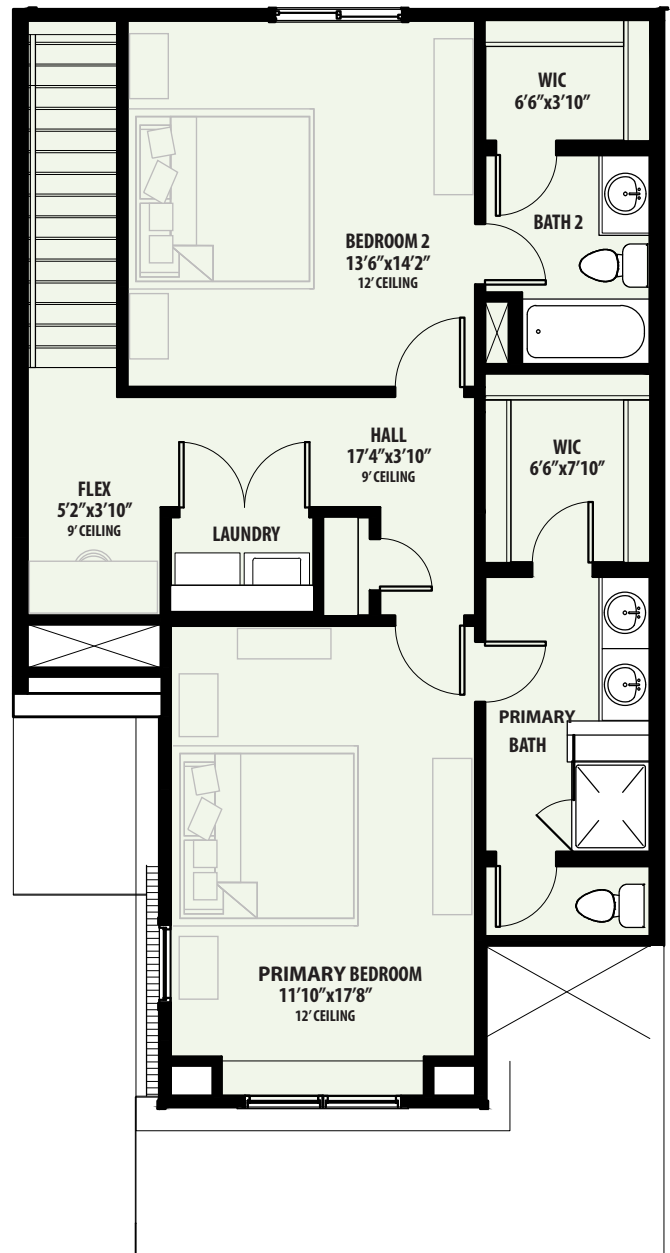 WIC
6'6"x3'10"
BATH 2
BEDROOM 2
13'6"x14'2"
12' CEILING
HALL
17'4"x3'10"
9' CEILING
WIC
6'6"x7'10"
FLEX
5'2"x3'10"
9' CEILING
LAUNDRY
PRIMARY
BATH
PRIMARY BEDROOM
11'10"x17'8"
12' CEILING